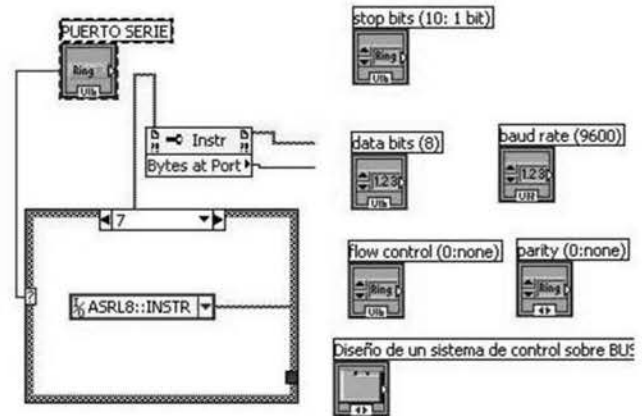 PUERTO SERIE
Ring
U16
Instr
Bytes at Port
7
?
ASRL8::INSTR
stop bits (10: 1 bit)
Ring
U16
data bits (8)
1.23
U16
baud rate (9600)
1.23
U32
flow control (0:none)
Ring
U16
parity (0:none)
Ring
Diseño de un sistema de control sobre BUS